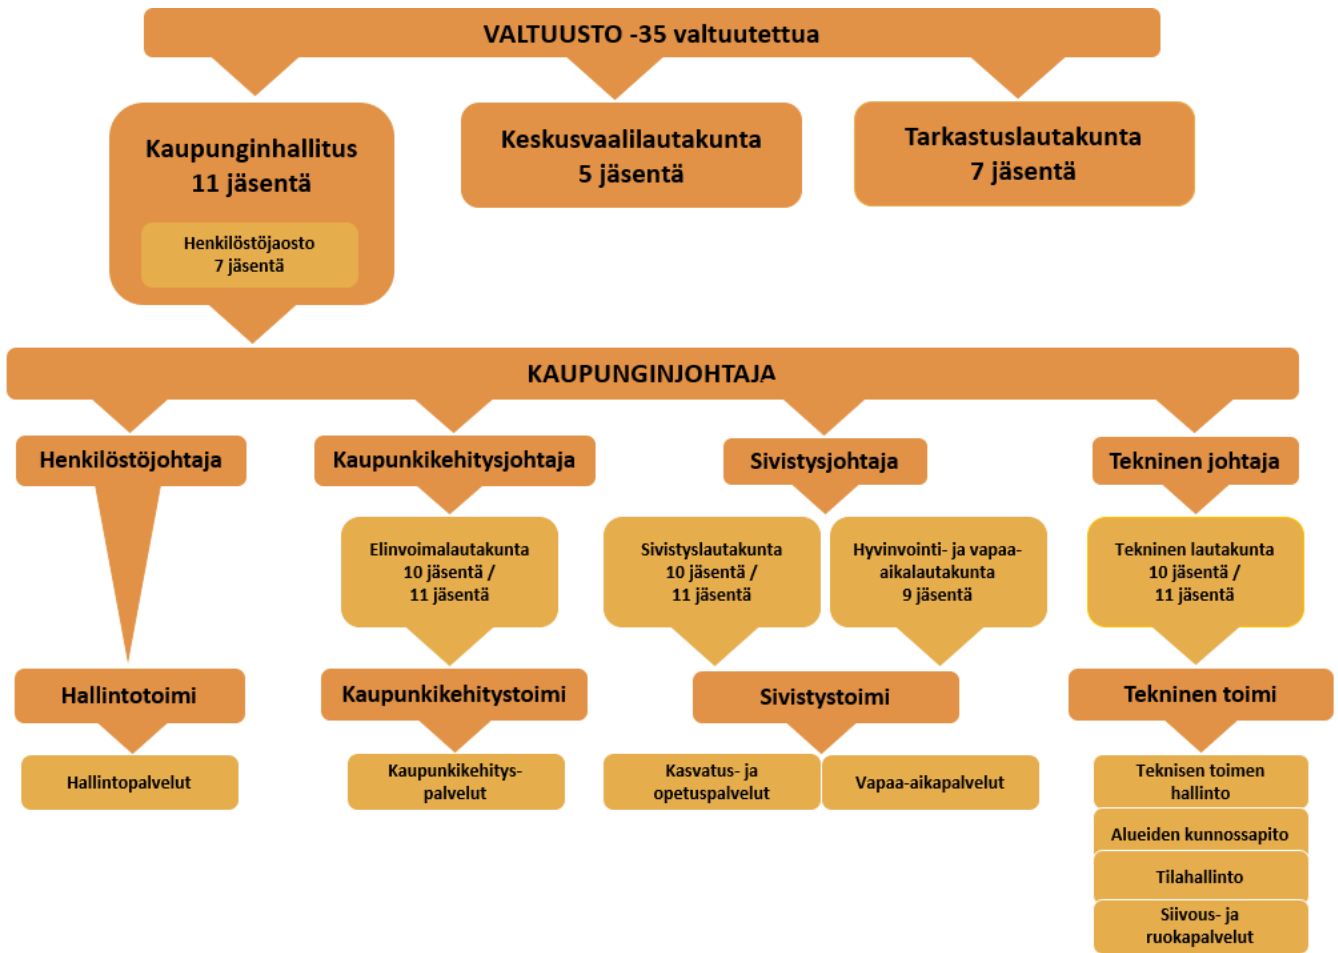 VALTUUSTO -35 valtuutettua
Kaupunginhallitus
11 jäsentä
Henkilöstöjaosto
7 jäsentä
Keskusvaalilautakunta
5 jäsentä
Tarkastuslautakunta
7 jäsentä
KAUPUNGINJOHTAJA
Henkilöstöjohtaja
Kaupunkikehitysjohtaja
Sivistysjohtaja
Tekninen johtaja
Elinvoimalautakunta
10 jäsentä /
11 jäsentä
Sivistyslautakunta
10 jäsentä /
11 jäsentä
Hyvinvointi- ja vapaa-
aikalautakunta
9 jäsentä
Tekninen lautakunta
10 jäsentä /
11 jäsentä
Hallintotoimi
Kaupunkikehitystoimi
Sivistystoimi
Tekninen toimi
Hallintopalvelut
Kaupunkikehitys-
palvelut
Kasvatus- ja
opetuspalvelut
Vapaa-aikapalvelut
Teknisen toimen
hallinto
Alueiden kunnossapito
Tilahallinto
Siivous- ja
ruokapalvelut